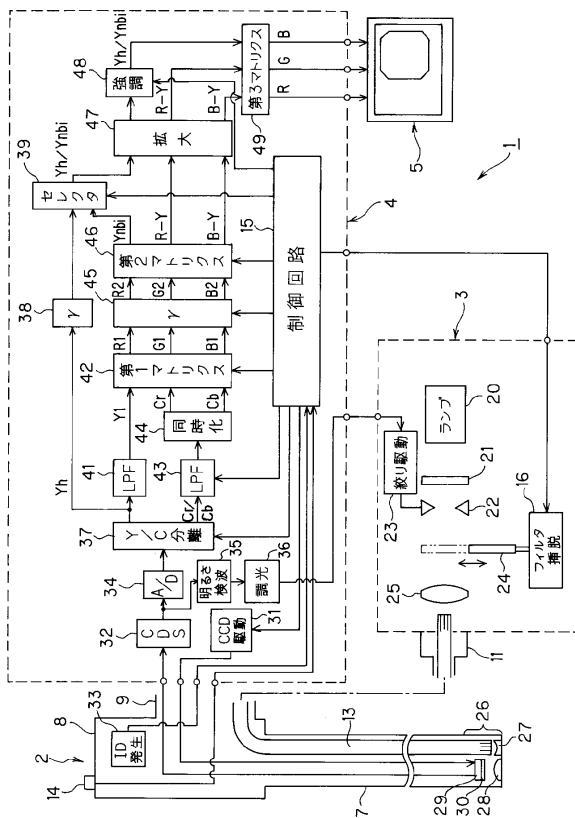 1
2
3
4
5
7
8
9
11
13
14
15
16
20
21
22
23
24
25
26
27
28
29
30
31
32
33
34
35
36
37
38
39
41
42
43
44
45
46
47
48
49
ID発生
CDS
A/D
明るさ検波
調光
CCD駆動
Y/C分離
Yh
LPF
LPF
Cr/Cb
同時化
Y1
Cr
Cb
第1マトリクス
R1
G1
B1
γ
γ
R2
G2
B2
第2マトリクス
Ynbi
R-Y
B-Y
セレクタ
Yh/Ynbi
拡大
R-Y
B-Y
強調
Yh/Ynbi
第3マトリクス
R
G
B
制御回路
絞り駆動
ランプ
フィルタ挿脱